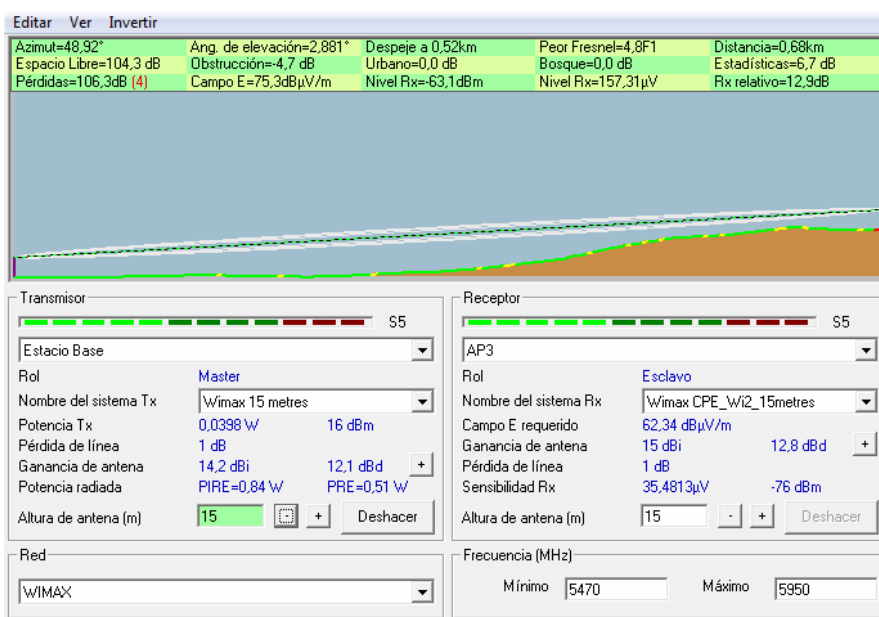 Editar Ver Invertir
Azimut=48,92° Ang. de elevación=2,881° Despeje a 0,52km Peor Fresnel=4,8F1 Distancia=0,68km
Espacio Libre=104,3 dB Obstrucción=-4,7 dB Urbano=0,0 dB Bosque=0,0 dB Estadísticas=6,7 dB
Pérdidas=106,3dB (4) Campo E=75,3dBµV/m Nivel Rx=-63,1dBm Nivel Rx=157,31µV Rx relativo=12,9dB
Transmisor
S5
Estacio Base
Rol Master
Nombre del sistema Tx Wimax 15 metres
Potencia Tx 0,0398 W 16 dBm
Pérdida de línea 1 dB
Ganancia de antena 14,2 dBi 12,1 dBd +
Potencia radiada PIRE=0,84 W PRE=0,51 W
Altura de antena (m) 15 - + Deshacer
Receptor
S5
AP3
Rol Esclavo
Nombre del sistema Rx Wimax CPE_Wi2_15metres
Campo E requerido 62,34 dBµV/m
Ganancia de antena 15 dBi 12,8 dBd +
Pérdida de línea 1 dB
Sensibilidad Rx 35,4813µV -76 dBm
Altura de antena (m) 15 - + Deshacer
Red
WIMAX
Frecuencia (MHz)
Mínimo 5470 Máximo 5950